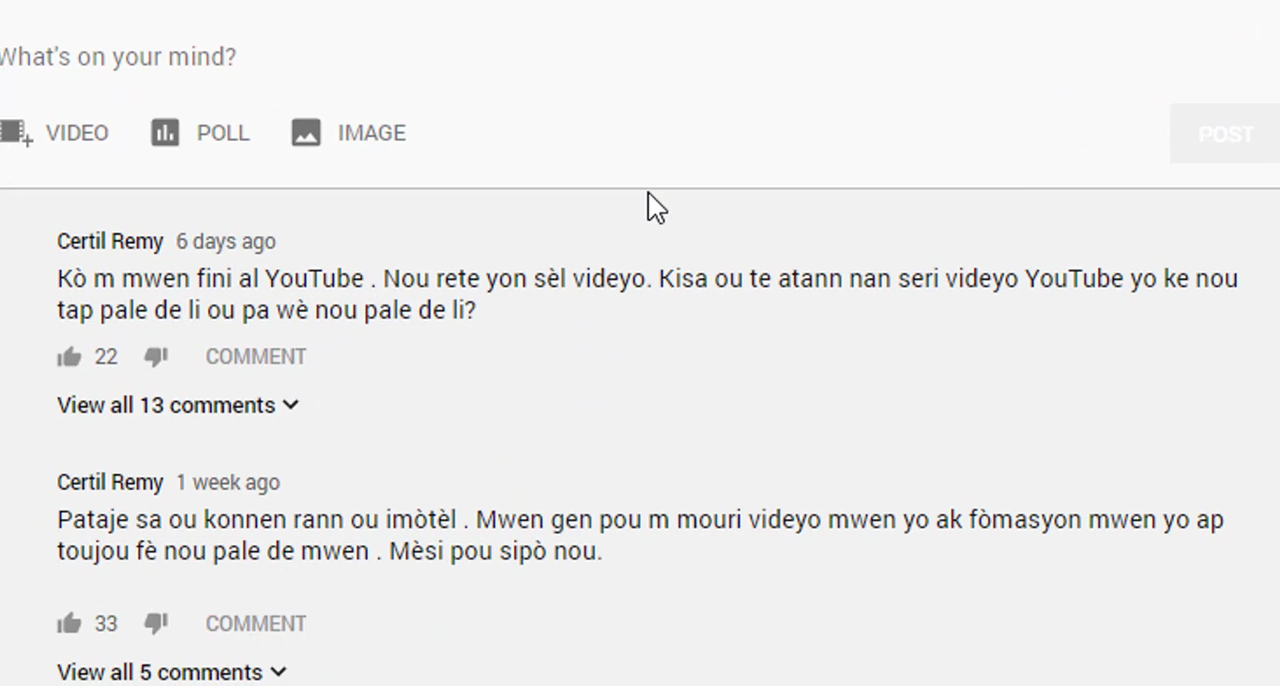 What's on your mind?
VIDEO POLL IMAGE POST
Certil Remy 6 days ago
Kò m mwen fini al YouTube . Nou rete yon sèl videyo. Kisa ou te atann nan seri videyo YouTube yo ke nou
tap pale de li ou pa wè nou pale de li?
22 COMMENT
View all 13 comments
Certil Remy 1 week ago
Pataje sa ou konnen rann ou imòtèl . Mwen gen pou m mouri videyo mwen yo ak fòmasyon mwen yo ap
toujou fè nou pale de mwen . Mèsi pou sipò nou.
33 COMMENT
View all 5 comments